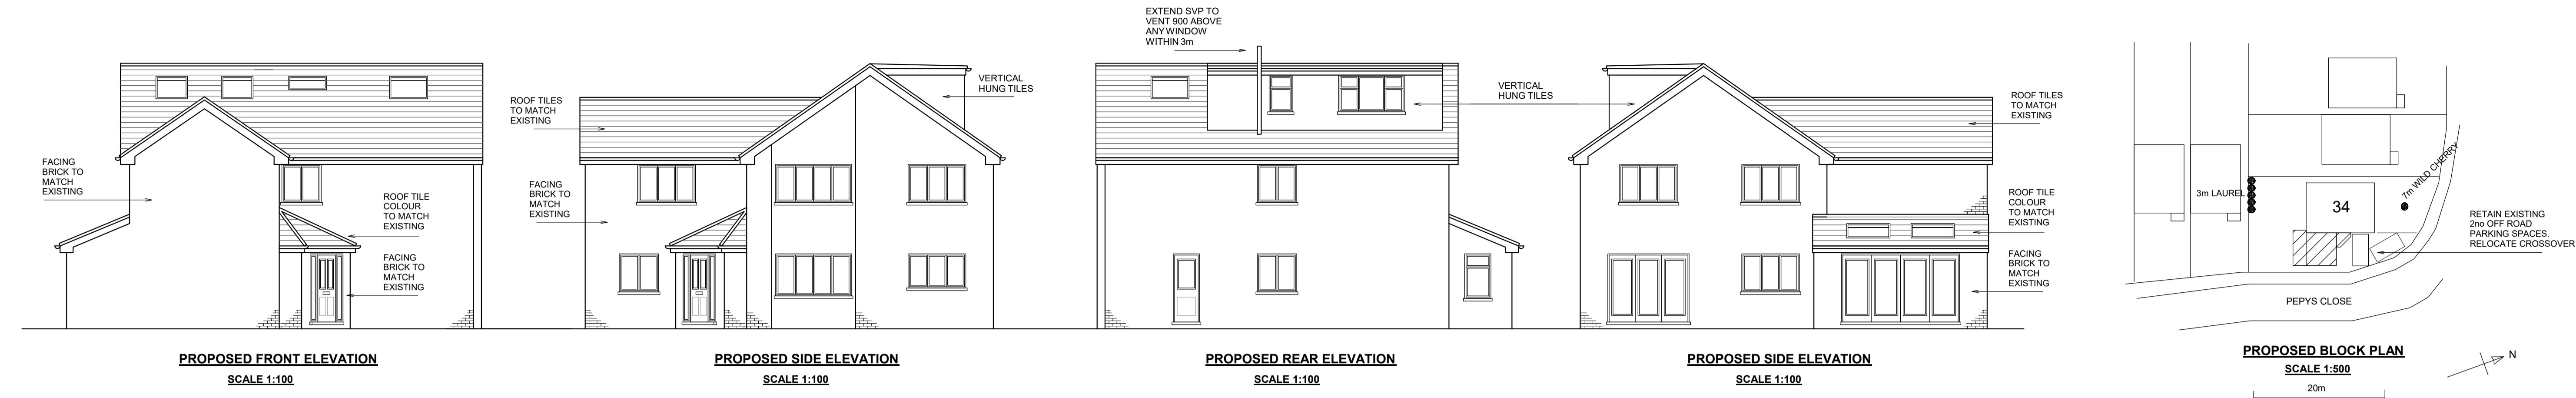 FACING
BRICK TO
MATCH
EXISTING
ROOF TILE
COLOUR
TO MATCH
EXISTING
FACING
BRICK TO
MATCH
EXISTING
PROPOSED FRONT ELEVATION
SCALE 1:100
ROOF TILES
TO MATCH
EXISTING
FACING
BRICK TO
MATCH
EXISTING
VERTICAL
HUNG TILES
PROPOSED SIDE ELEVATION
SCALE 1:100
EXTEND SVP TO
VENT 900 ABOVE
ANY WINDOW
WITHIN 3m
VERTICAL
HUNG TILES
PROPOSED REAR ELEVATION
SCALE 1:100
ROOF TILES
TO MATCH
EXISTING
ROOF TILE
COLOUR
TO MATCH
EXISTING
FACING
BRICK TO
MATCH
EXISTING
PROPOSED SIDE ELEVATION
SCALE 1:100
3m LAUREL
7m WILD CHERRY
34
RETAIN EXISTING
2no OFF ROAD
PARKING SPACES.
RELOCATE CROSSOVER
PEPYS CLOSE
PROPOSED BLOCK PLAN
SCALE 1:500
N
20m